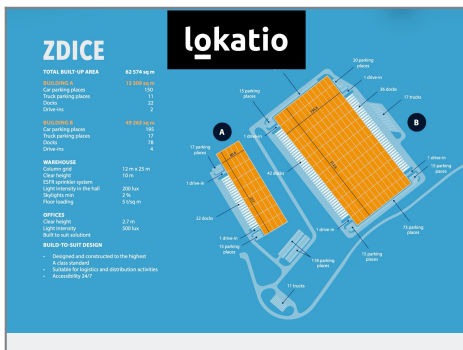 lokatio
ZDICE
TOTAL BUILT-UP AREA 62 574 sq m
BUILDING A 13 309 sq m
Car parking places 150
Truck parking places 11
Docks 22
Drive-ins 2
BUILDING B 49 265 sq m
Car parking places 195
Truck parking places 17
Docks 78
Drive-ins 4
WAREHOUSE
Column grid 12 m x 25 m
Clear height 10 m
ESFR sprinkler system
Light intensity in the hall 200 lux
Skylights min 2 %
Floor loading 5 t/sq m
OFFICES
Clear height 2.7 m
Light intensity 500 lux
Built to suit solutions
BUILD-TO-SUIT DESIGN
- Designed and constructed to the highest
A class standard
- Suitable for logistics and distribution activities
- Accessibility 24/7
20 parking
places
1 drive-in
36 docks
17 trucks
15 parking
places
1 drive-in
A
B
17 parking
places
1 drive-in
42 docks
1 drive-in
15 parking
places
22 docks
1 drive-in
15 parking
places
1 drive-in
73 parking
places
15 parking
places
118 parking
places
11 trucks